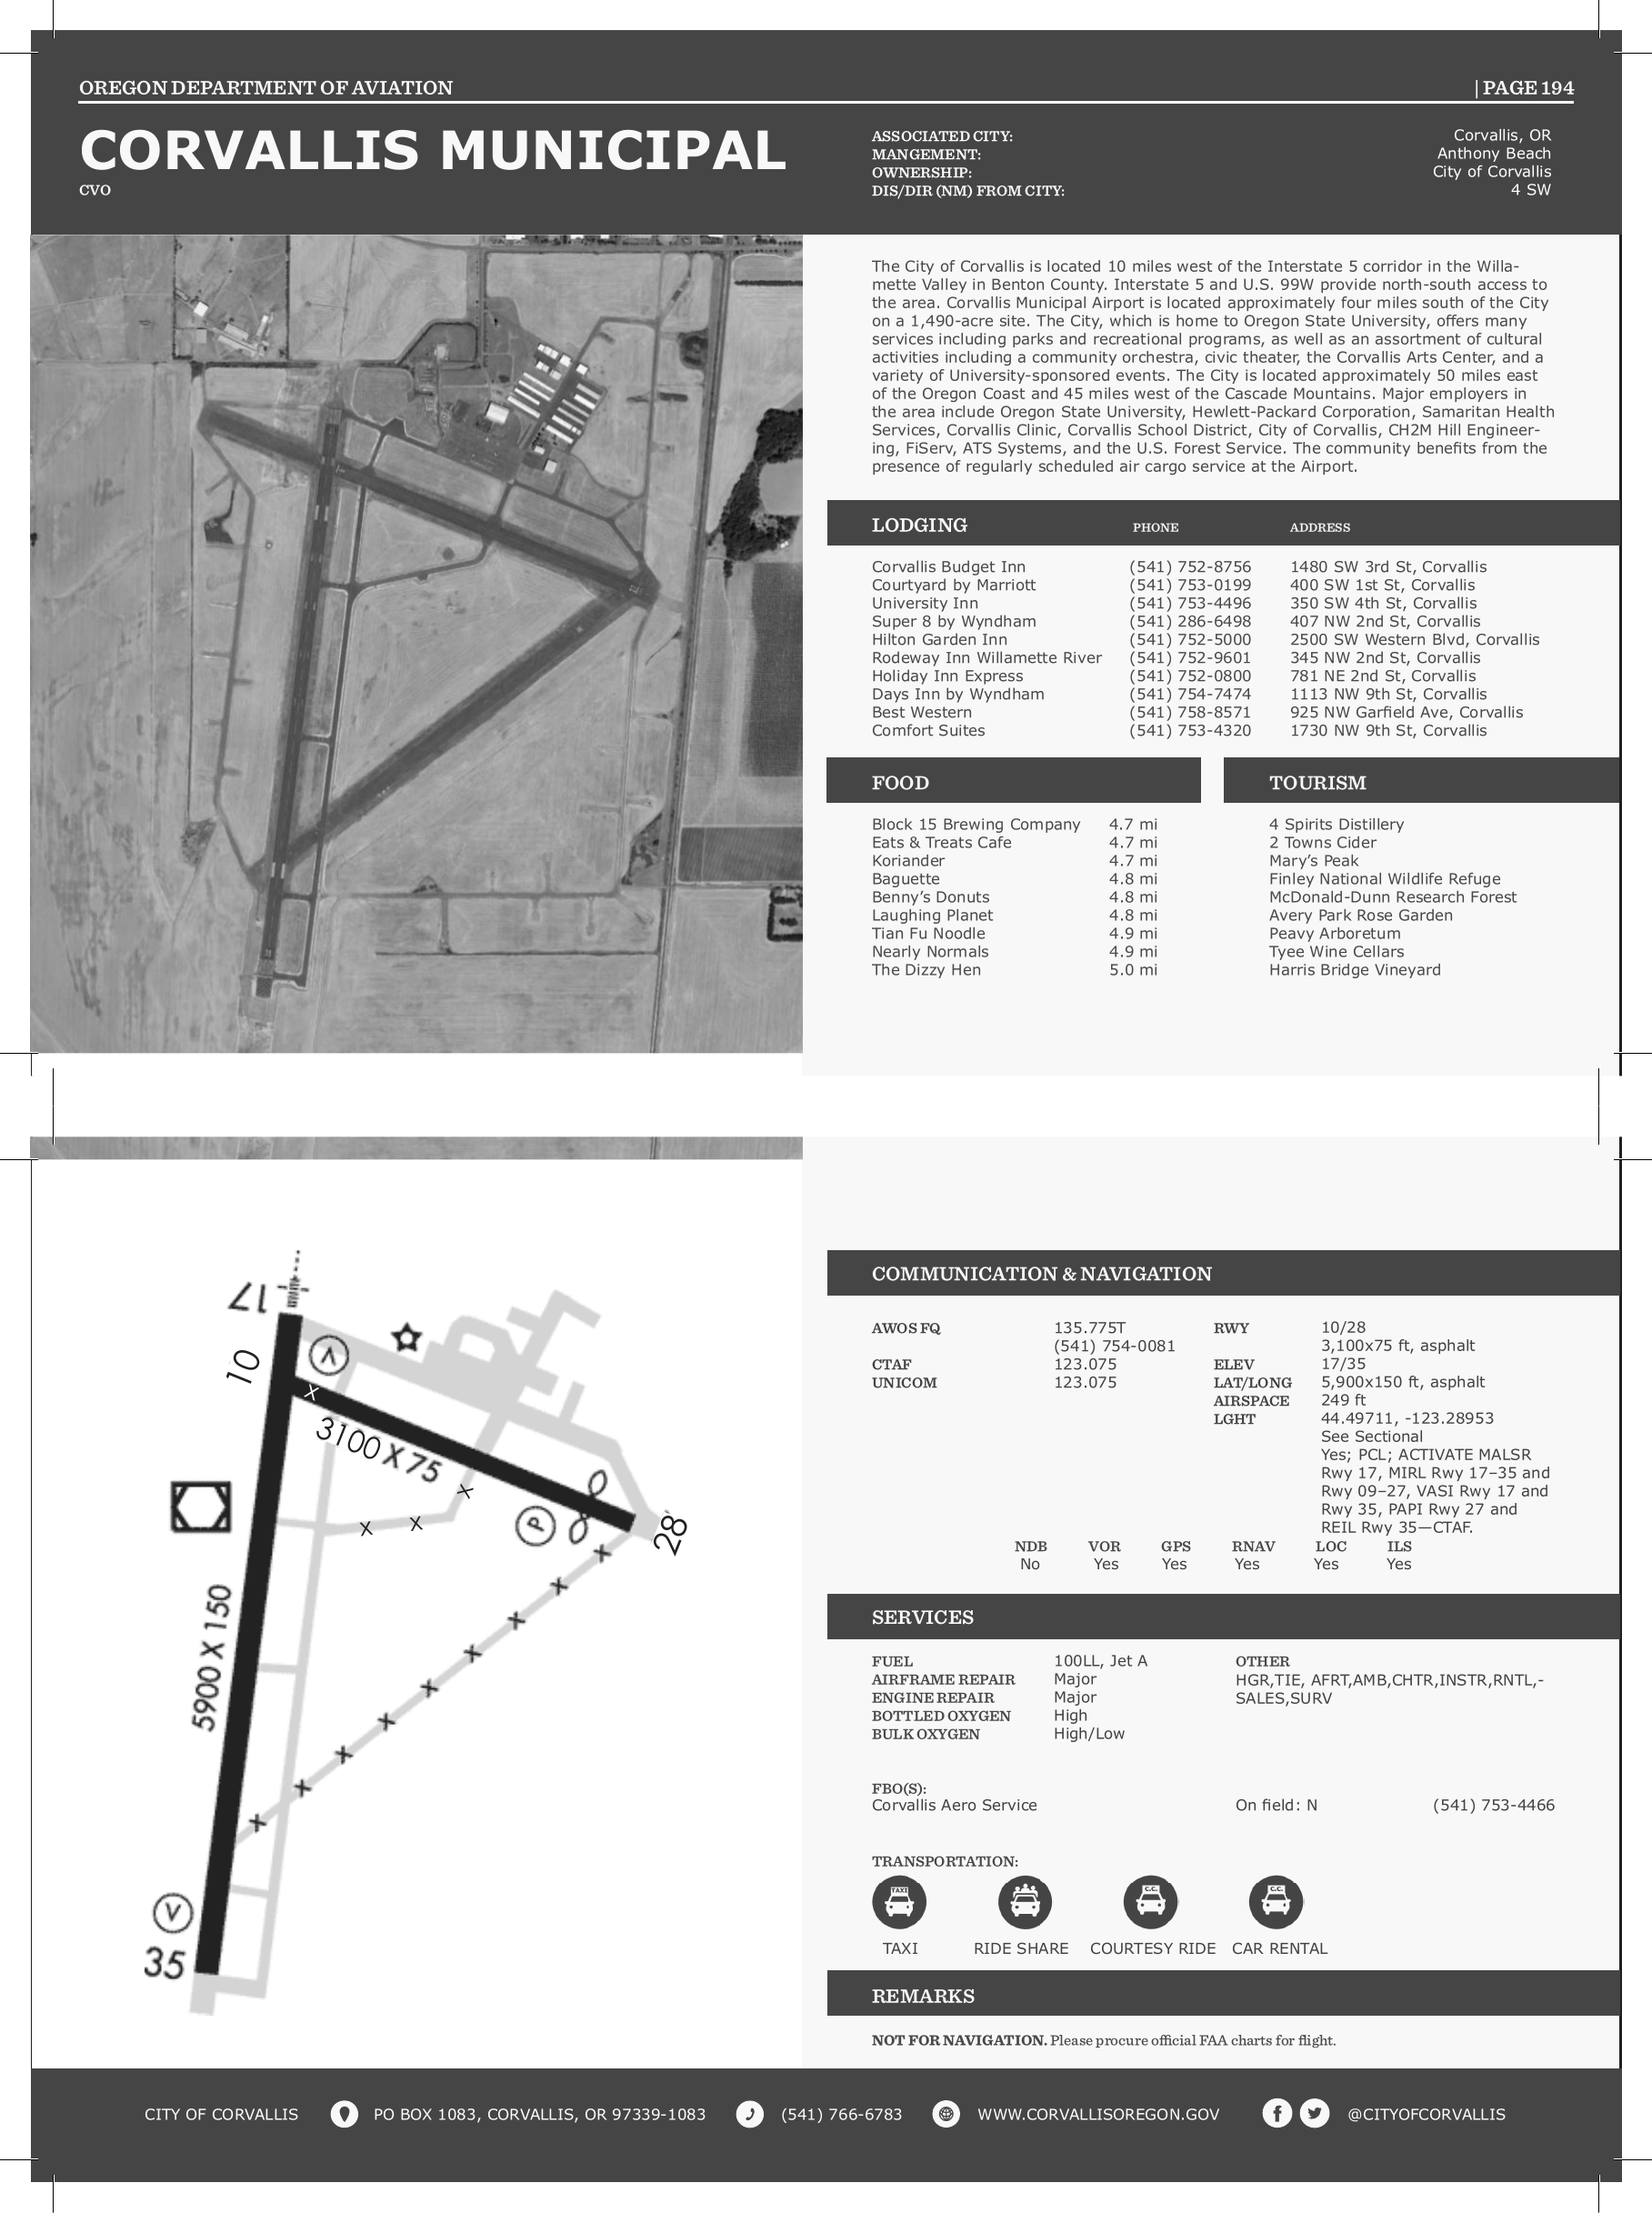 OREGON DEPARTMENT OF AVIATION | PAGE 194
CORVALLIS MUNICIPAL
CVO
ASSOCIATED CITY: Corvallis, OR
MANGEMENT: Anthony Beach
OWNERSHIP: City of Corvallis
DIS/DIR (NM) FROM CITY: 4 SW
The City of Corvallis is located 10 miles west of the Interstate 5 corridor in the Willa-
mette Valley in Benton County. Interstate 5 and U.S. 99W provide north-south access to
the area. Corvallis Municipal Airport is located approximately four miles south of the City
on a 1,490-acre site. The City, which is home to Oregon State University, offers many
services including parks and recreational programs, as well as an assortment of cultural
activities including a community orchestra, civic theater, the Corvallis Arts Center, and a
variety of University-sponsored events. The City is located approximately 50 miles east
of the Oregon Coast and 45 miles west of the Cascade Mountains. Major employers in
the area include Oregon State University, Hewlett-Packard Corporation, Samaritan Health
Services, Corvallis Clinic, Corvallis School District, City of Corvallis, CH2M Hill Engineer-
ing, FiServ, ATS Systems, and the U.S. Forest Service. The community benefits from the
presence of regularly scheduled air cargo service at the Airport.
LODGING PHONE ADDRESS
Corvallis Budget Inn (541) 752-8756 1480 SW 3rd St, Corvallis
Courtyard by Marriott (541) 753-0199 400 SW 1st St, Corvallis
University Inn (541) 753-4496 350 SW 4th St, Corvallis
Super 8 by Wyndham (541) 286-6498 407 NW 2nd St, Corvallis
Hilton Garden Inn (541) 752-5000 2500 SW Western Blvd, Corvallis
Rodeway Inn Willamette River (541) 752-9601 345 NW 2nd St, Corvallis
Holiday Inn Express (541) 752-0800 781 NE 2nd St, Corvallis
Days Inn by Wyndham (541) 754-7474 1113 NW 9th St, Corvallis
Best Western (541) 758-8571 925 NW Garfield Ave, Corvallis
Comfort Suites (541) 753-4320 1730 NW 9th St, Corvallis
FOOD
Block 15 Brewing Company 4.7 mi
Eats & Treats Cafe 4.7 mi
Koriander 4.7 mi
Baguette 4.8 mi
Benny’s Donuts 4.8 mi
Laughing Planet 4.8 mi
Tian Fu Noodle 4.9 mi
Nearly Normals 4.9 mi
The Dizzy Hen 5.0 mi
TOURISM
4 Spirits Distillery
2 Towns Cider
Mary’s Peak
Finley National Wildlife Refuge
McDonald-Dunn Research Forest
Avery Park Rose Garden
Peavy Arboretum
Tyee Wine Cellars
Harris Bridge Vineyard
17
10
V
3100 X 75
P
28
5900 X 150
V
35
COMMUNICATION & NAVIGATION
AWOS FQ 135.775T
(541) 754-0081
CTAF 123.075
UNICOM 123.075
RWY 10/28
3,100x75 ft, asphalt
ELEV 17/35
LAT/LONG 5,900x150 ft, asphalt
AIRSPACE 249 ft
LGHT 44.49711, -123.28953
See Sectional
Yes; PCL; ACTIVATE MALSR
Rwy 17, MIRL Rwy 17–35 and
Rwy 09–27, VASI Rwy 17 and
Rwy 35, PAPI Rwy 27 and
REIL Rwy 35—CTAF.
NDB VOR GPS RNAV LOC ILS
No Yes Yes Yes Yes Yes
SERVICES
FUEL 100LL, Jet A
AIRFRAME REPAIR Major
ENGINE REPAIR Major
BOTTLED OXYGEN High
BULK OXYGEN High/Low
OTHER
HGR,TIE, AFRT,AMB,CHTR,INSTR,RNTL,-
SALES,SURV
FBO(S):
Corvallis Aero Service On field: N (541) 753-4466
TRANSPORTATION:
TAXI C.C. C.C.
TAXI RIDE SHARE COURTESY RIDE CAR RENTAL
REMARKS
NOT FOR NAVIGATION. Please procure official FAA charts for flight.
CITY OF CORVALLIS PO BOX 1083, CORVALLIS, OR 97339-1083 (541) 766-6783 WWW.CORVALLISOREGON.GOV @CITYOFCORVALLIS